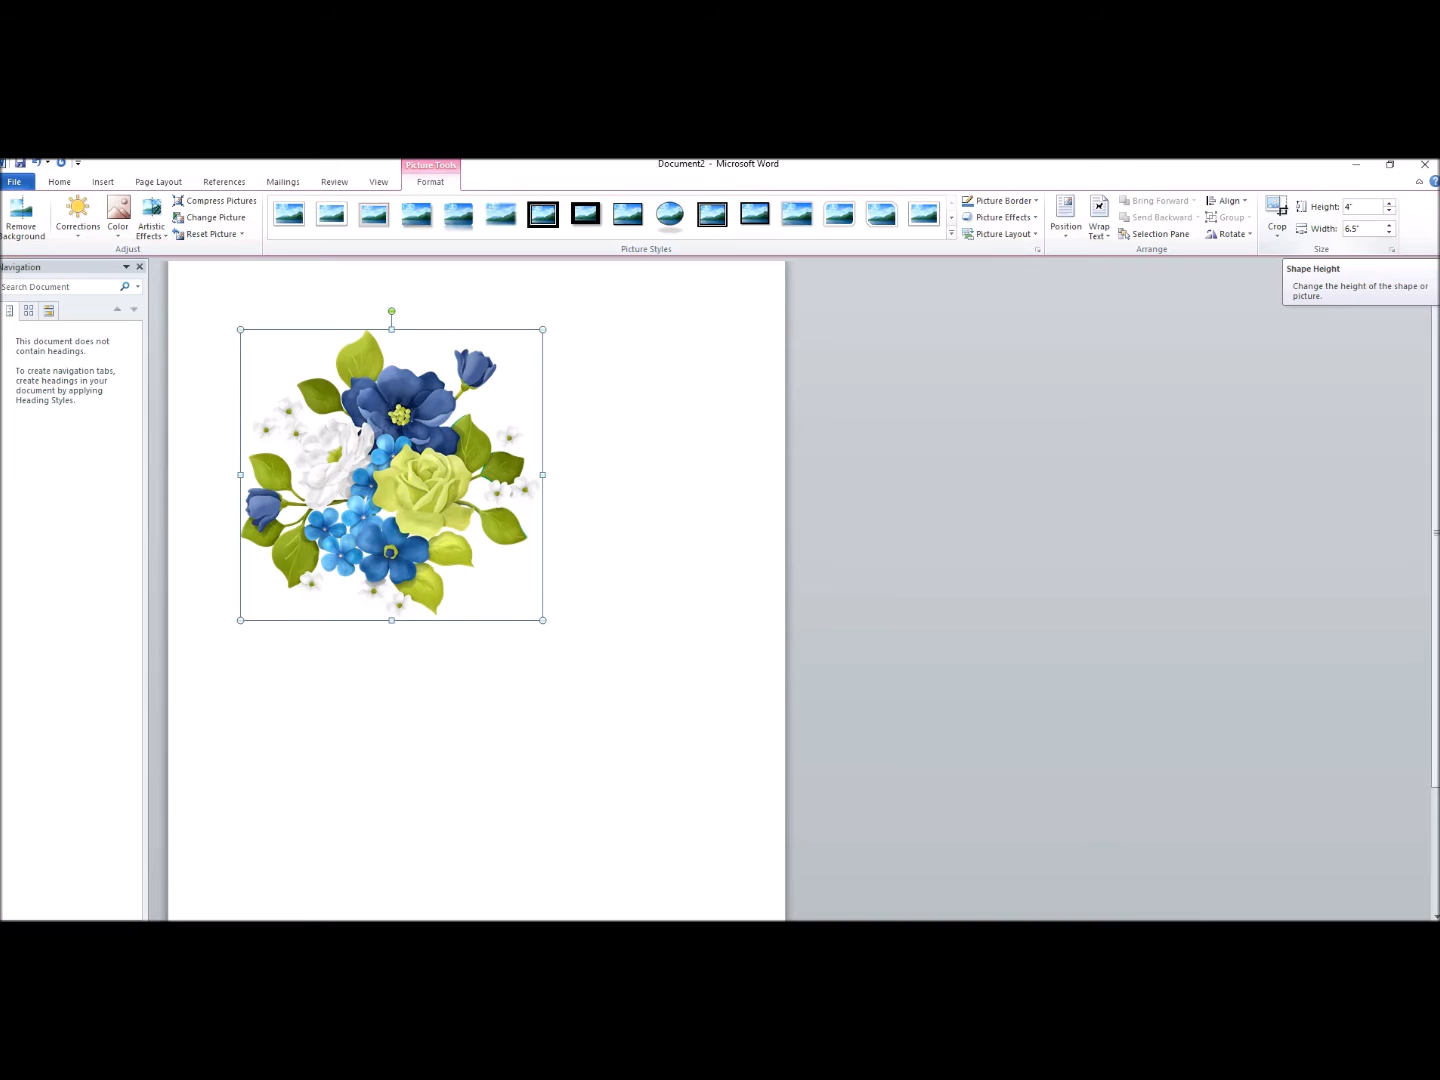 Picture Tools
Document2 - Microsoft Word
File Home Insert Page Layout References Mailings Review View Format
Remove Background
Corrections
Color
Artistic Effects
Compress Pictures
Change Picture
Reset Picture
Adjust
Picture Styles
Picture Border
Picture Effects
Picture Layout
Position
Wrap Text
Bring Forward
Send Backward
Selection Pane
Align
Group
Rotate
Arrange
Crop
Height: 4"
Width: 6.5"
Size
Shape Height
Change the height of the shape or
picture.
Navigation
Search Document
This document does not
contain headings.
To create navigation tabs,
create headings in your
document by applying
Heading Styles.